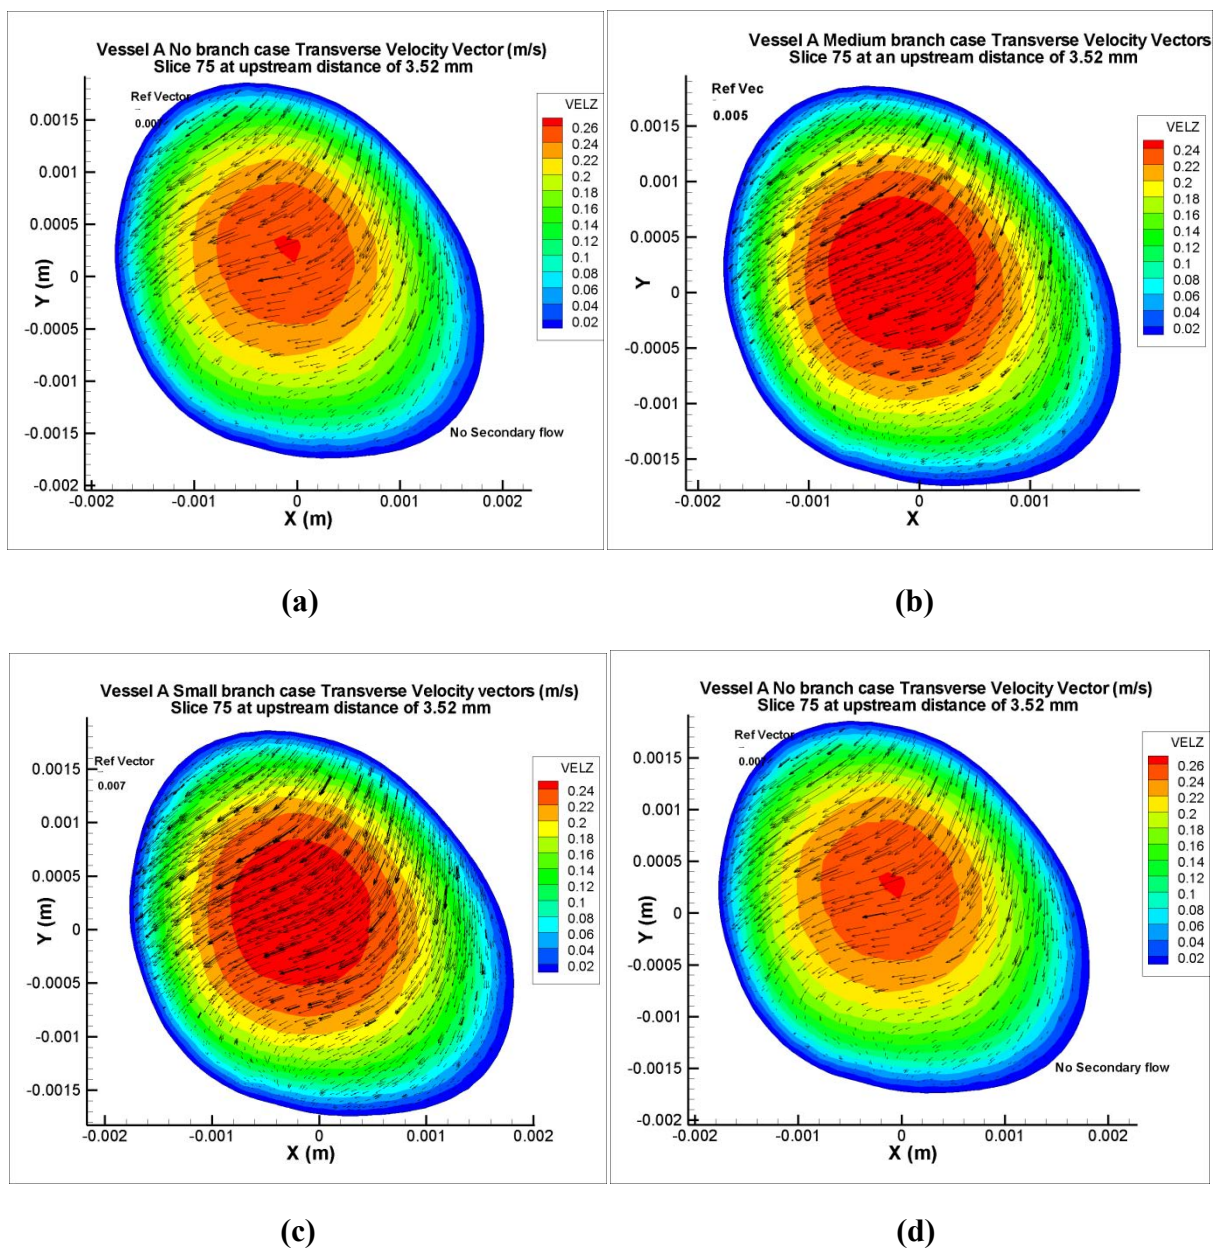 Vessel A No branch case Transverse Velocity Vector (m/s)
Slice 75 at upstream distance of 3.52 mm
Ref Vector
0.007
VELZ
0.26
0.24
0.22
0.2
0.18
0.16
0.14
0.12
0.1
0.08
0.06
0.04
0.02
0.0015
0.001
0.0005
0
-0.0005
-0.001
-0.0015
-0.002
Y (m)
No Secondary flow
-0.002 -0.001 0 0.001 0.002
X (m)
(a)
Vessel A Medium branch case Transverse Velocity Vectors
Slice 75 at an upstream distance of 3.52 mm
Ref Vec
0.005
VELZ
0.24
0.22
0.2
0.18
0.16
0.14
0.12
0.1
0.08
0.06
0.04
0.02
0.0015
0.001
0.0005
0
-0.0005
-0.001
-0.0015
Y
-0.002 -0.001 0 0.001
X
(b)
Vessel A Small branch case Transverse Velocity vectors (m/s)
Slice 75 at upstream distance of 3.52 mm
Ref Vector
0.007
VELZ
0.24
0.22
0.2
0.18
0.16
0.14
0.12
0.1
0.08
0.06
0.04
0.02
0.0015
0.001
0.0005
0
-0.0005
-0.001
-0.0015
Y (m)
-0.002 -0.001 0 0.001 0.002
X (m)
(c)
Vessel A No branch case Transverse Velocity Vector (m/s)
Slice 75 at upstream distance of 3.52 mm
Ref Vector
0.007
VELZ
0.26
0.24
0.22
0.2
0.18
0.16
0.14
0.12
0.1
0.08
0.06
0.04
0.02
0.0015
0.001
0.0005
0
-0.0005
-0.001
-0.0015
-0.002
Y (m)
No Secondary flow
-0.002 -0.001 0 0.001 0.002
X (m)
(d)